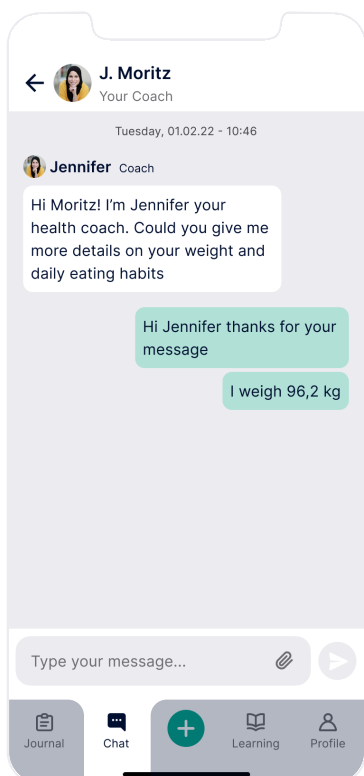 J. Moritz
Your Coach
Tuesday, 01.02.22 - 10:46
Jennifer Coach
Hi Moritz! I'm Jennifer your
health coach. Could you give me
more details on your weight and
daily eating habits
Hi Jennifer thanks for your
message
I weigh 96,2 kg
Type your message...
Journal Chat Learning Profile